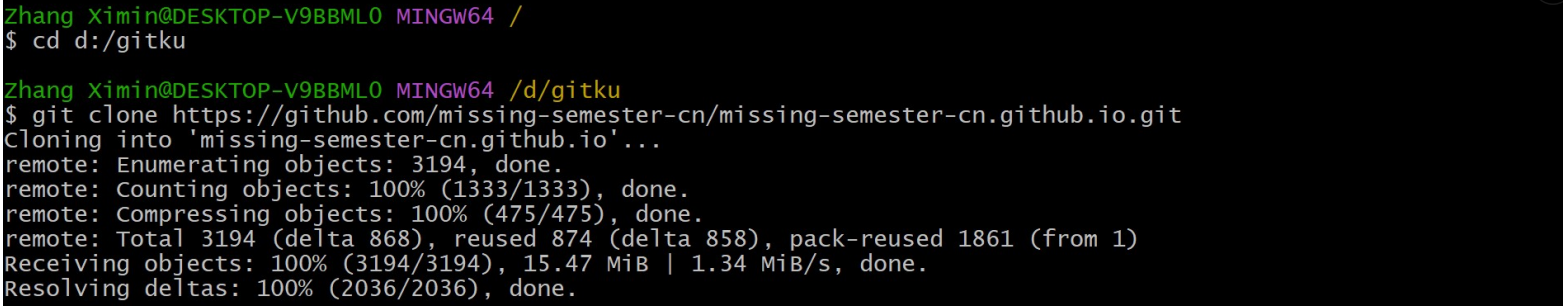 Zhang Ximin@DESKTOP-V9BBML0 MINGW64 /
$ cd d:/gitku
Zhang Ximin@DESKTOP-V9BBML0 MINGW64 /d/gitku
$ git clone https://github.com/missing-semester-cn/missing-semester-cn.github.io.git
Cloning into 'missing-semester-cn.github.io'...
remote: Enumerating objects: 3194, done.
remote: Counting objects: 100% (1333/1333), done.
remote: Compressing objects: 100% (475/475), done.
remote: Total 3194 (delta 868), reused 874 (delta 858), pack-reused 1861 (from 1)
Receiving objects: 100% (3194/3194), 15.47 MiB | 1.34 MiB/s, done.
Resolving deltas: 100% (2036/2036), done.